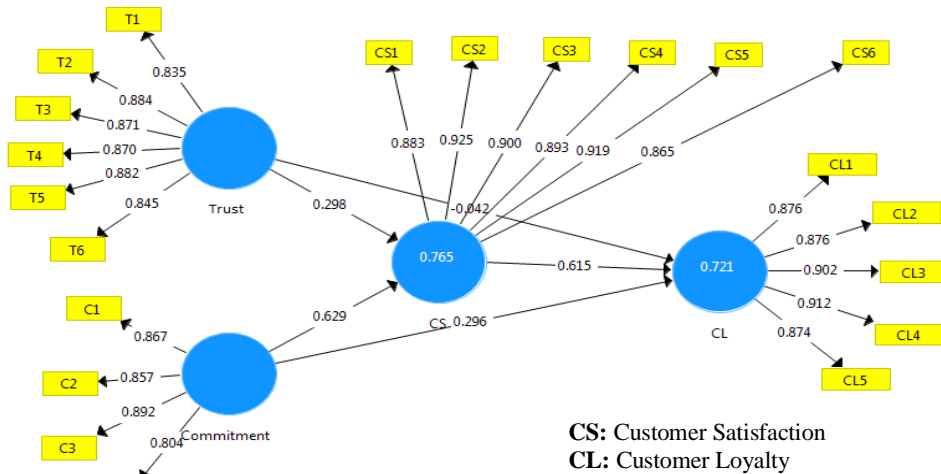 T1
T2
T3
T4
T5
T6
0.835
0.884
0.871
0.870
0.882
0.845
Trust
CS1
CS2
CS3
CS4
CS5
CS6
0.883
0.925
0.900
0.893
0.919
0.865
0.298
-0.042
0.765
CS
0.615
0.629
0.296
0.721
CL
CL1
CL2
CL3
CL4
CL5
0.876
0.876
0.902
0.912
0.874
C1
C2
C3
0.867
0.857
0.892
0.804
Commitment
CS: Customer Satisfaction
CL: Customer Loyalty